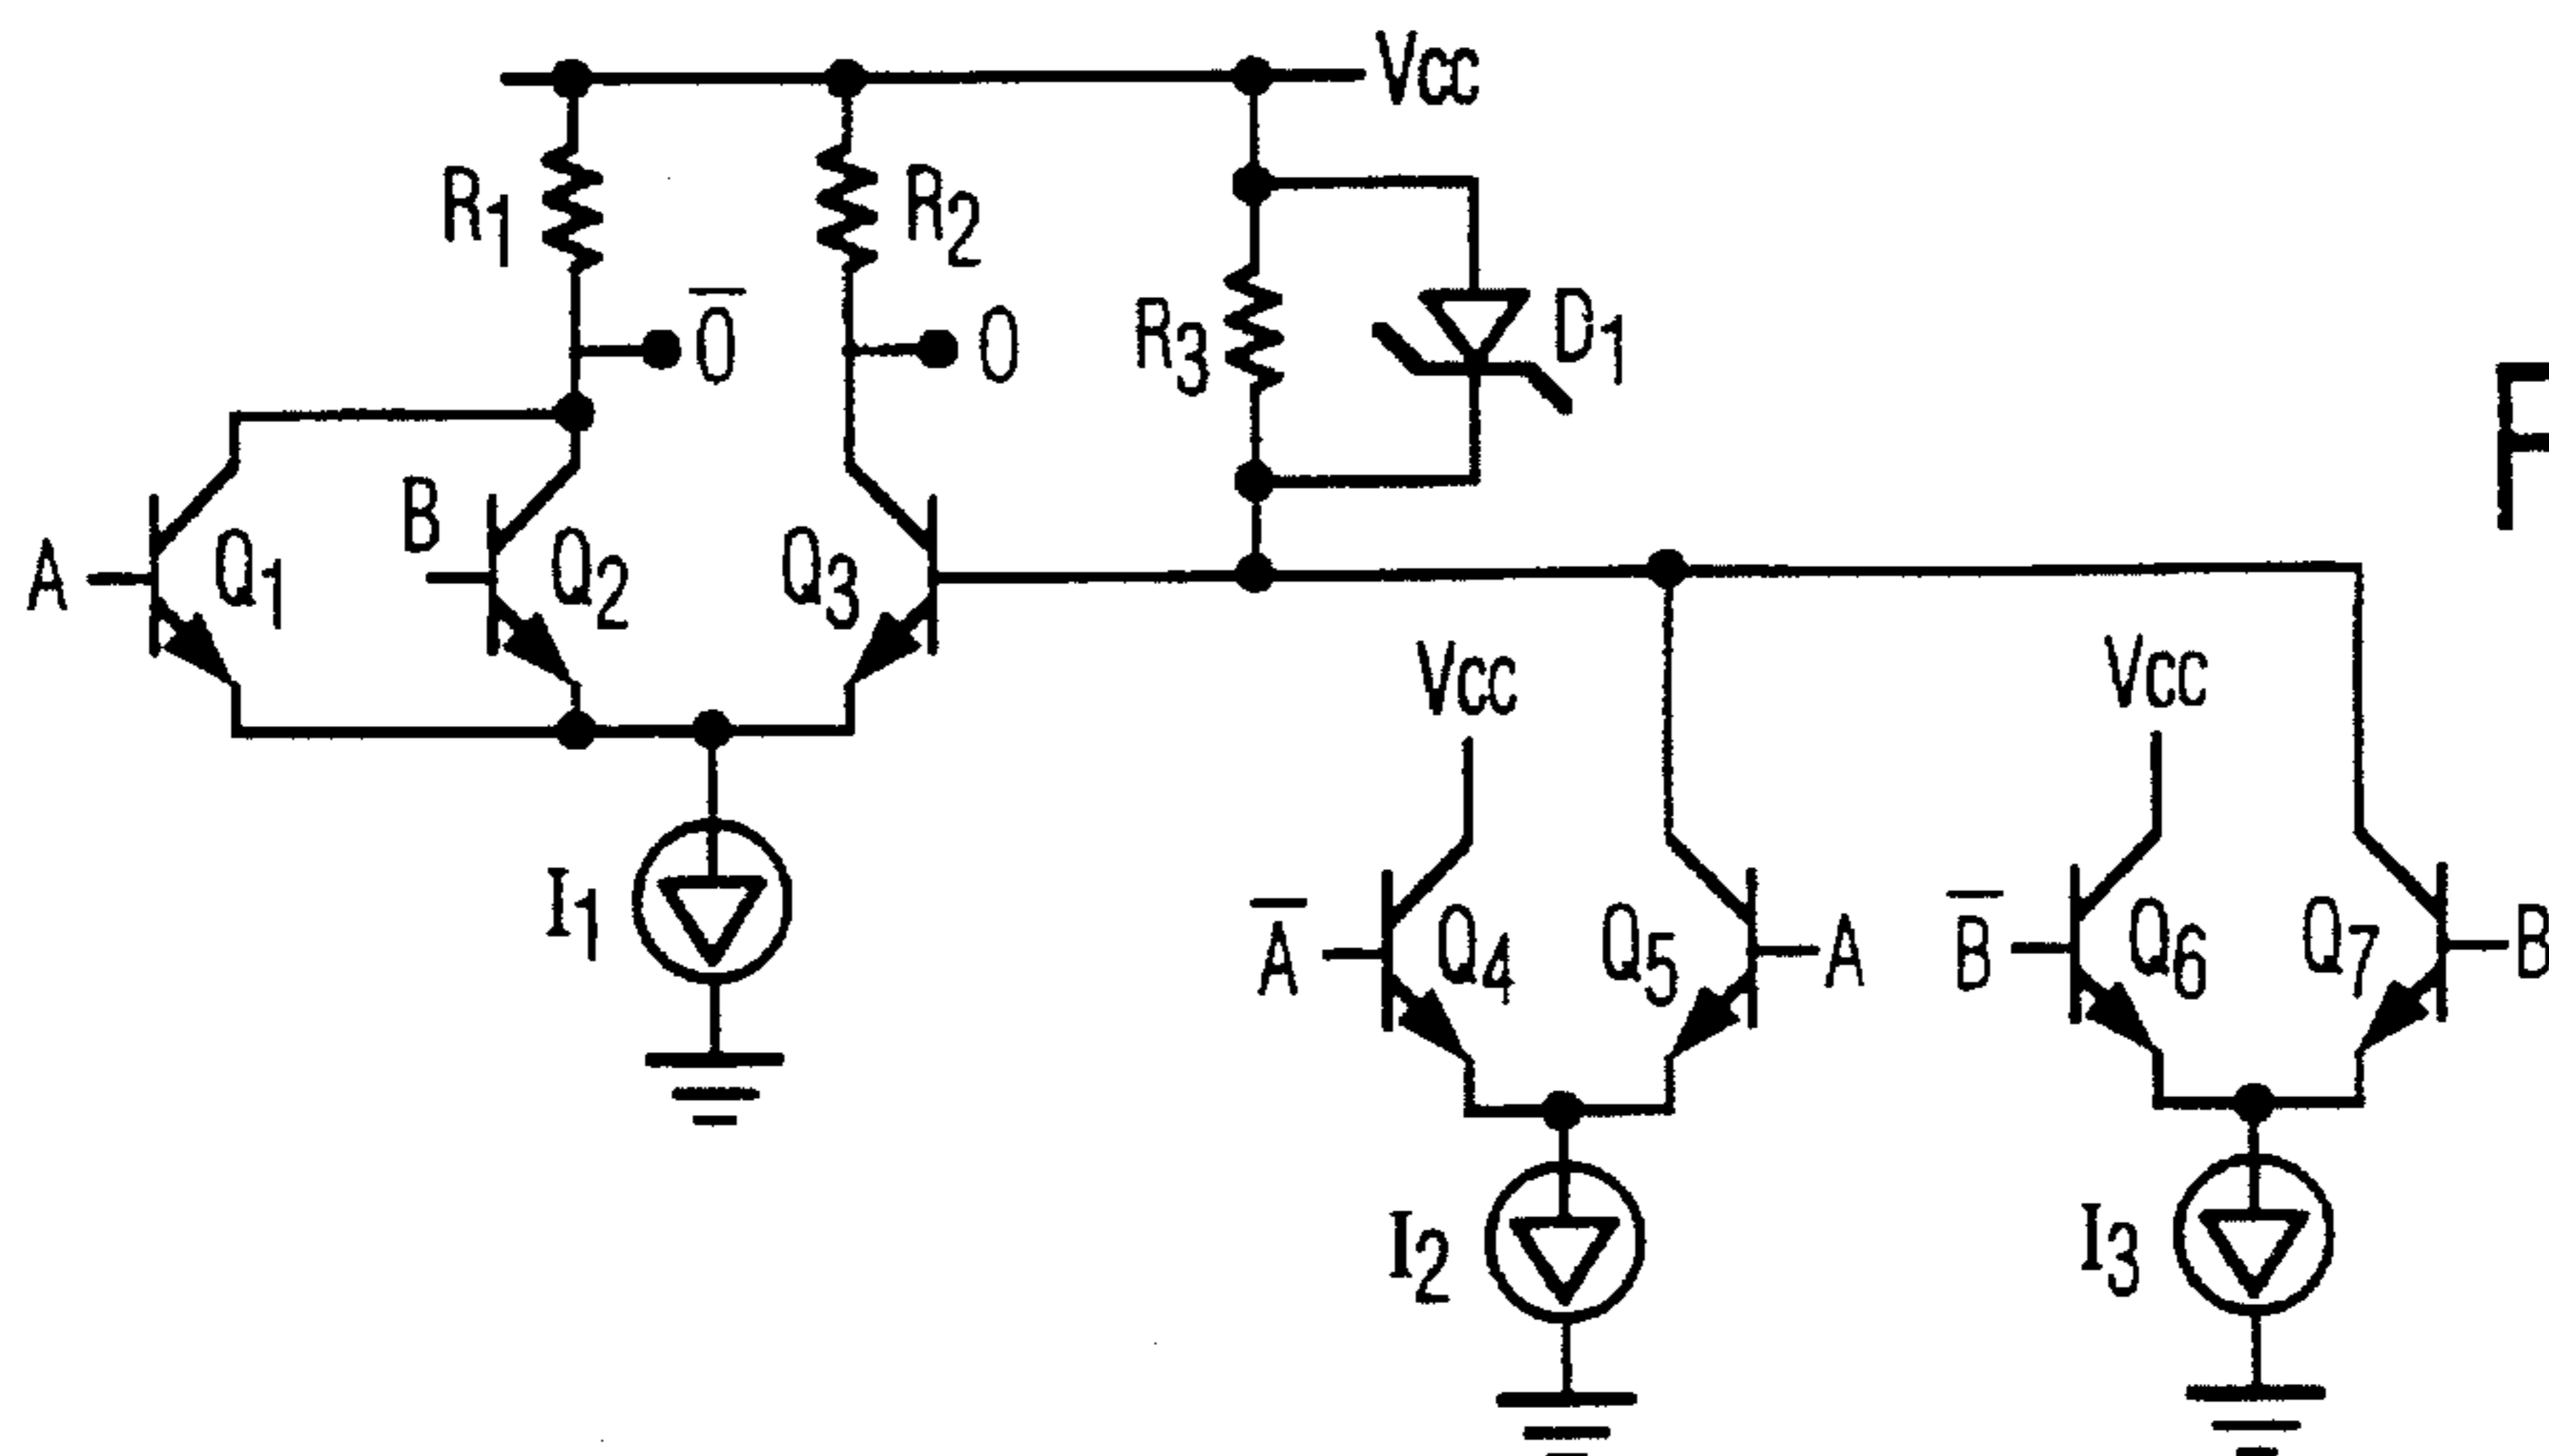 Vcc
R1
R2
R3
D1
O̅
O
F
A
Q1
B
Q2
Q3
Vcc
Vcc
I1
A̅
Q4
Q5
A
B̅
Q6
Q7
B
I2
I3